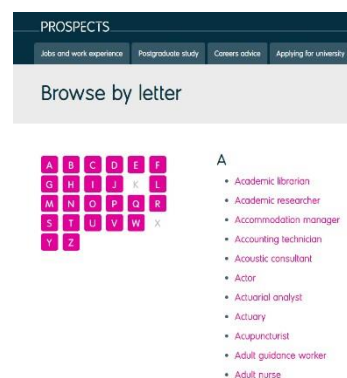 PROSPECTS
Jobs and work experience Postgraduate study Careers advice Applying for university
Browse by letter
A B C D E F
G H I J K L
M N O P Q R
S T U V W X
Y Z
A
Academic librarian
Academic researcher
Accommodation manager
Accounting technician
Acoustic consultant
Actor
Actuarial analyst
Actuary
Acupuncturist
Adult guidance worker
Adult nurse